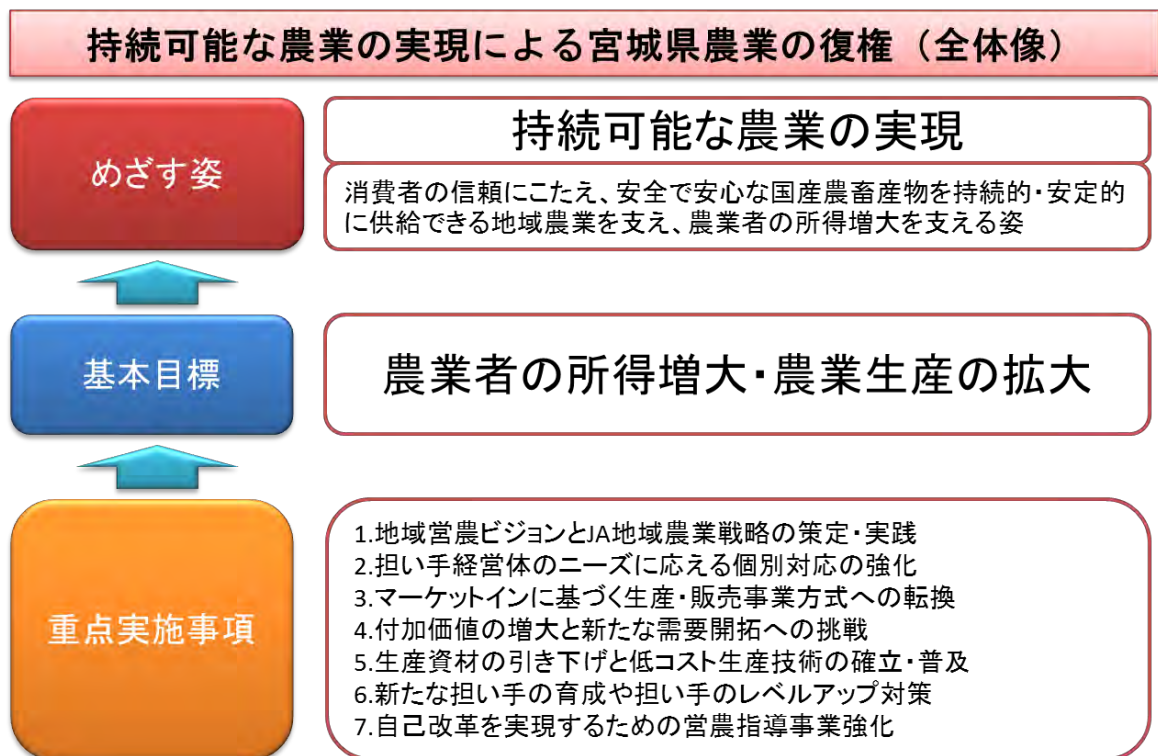 持続可能な農業の実現による宮城県農業の復権（全体像）
めざす姿
持続可能な農業の実現
消費者の信頼にこたえ、安全で安心な国産農畜産物を持続的・安定的
に供給できる地域農業を支え、農業者の所得増大を支える姿
基本目標
農業者の所得増大・農業生産の拡大
重点実施事項
1.地域営農ビジョンとJA地域農業戦略の策定・実践
2.担い手経営体のニーズに応える個別対応の強化
3.マーケットインに基づく生産・販売事業方式への転換
4.付加価値の増大と新たな需要開拓への挑戦
5.生産資材の引き下げと低コスト生産技術の確立・普及
6.新たな担い手の育成や担い手のレベルアップ対策
7.自己改革を実現するための営農指導事業強化